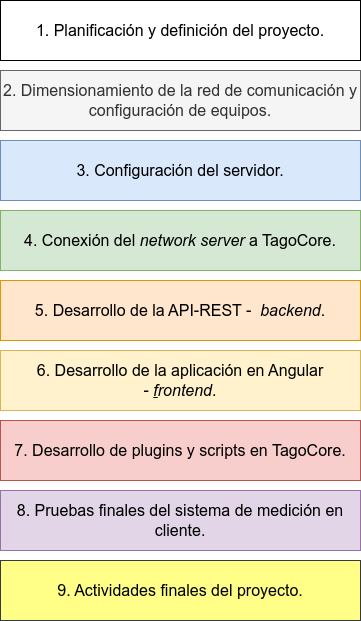 1. Planificación y definición del proyecto.
2. Dimensionamiento de la red de comunicación y
configuración de equipos.
3. Configuración del servidor.
4. Conexión del network server a TagoCore.
5. Desarrollo de la API-REST - backend.
6. Desarrollo de la aplicación en Angular
- frontend.
7. Desarrollo de plugins y scripts en TagoCore.
8. Pruebas finales del sistema de medición en
cliente.
9. Actividades finales del proyecto.